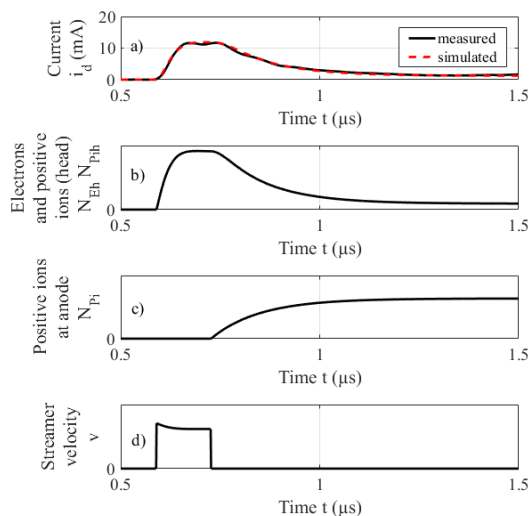 20
10
0
Current
i_d (mA)
a)
measured
simulated
0.5
1
1.5
Time t (μs)
Electrons
and positive
ions (head)
N_Eh N_Pih
b)
0
0.5
1
1.5
Time t (μs)
Positive ions
at anode
N_Pi
c)
0
0.5
1
1.5
Time t (μs)
Streamer
velocity
v
d)
0
0.5
1
1.5
Time t (μs)